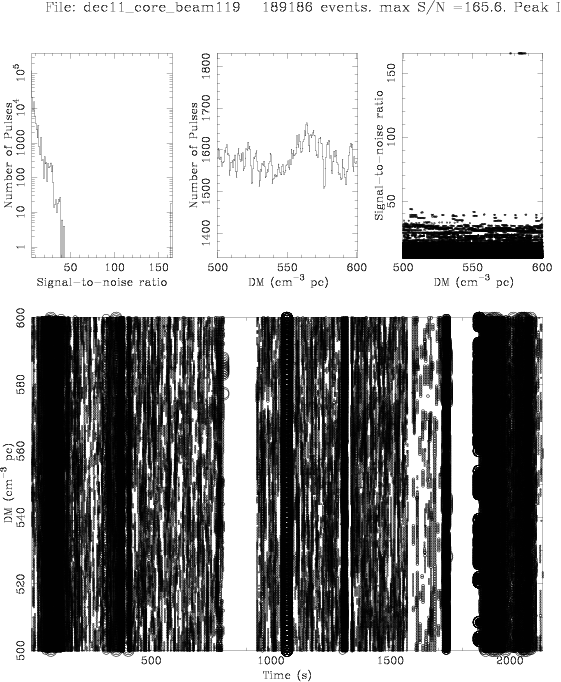 File: dec11_core_beam119 189186 events. max S/N =165.6. Peak I
Number of Pulses
1 10 100 1000 10⁴ 10⁵
50 100 150
Signal-to-noise ratio
Number of Pulses
1400 1500 1600 1700 1800
500 550 600
DM (cm⁻³ pc)
Signal-to-noise ratio
50 100 150
500 550 600
DM (cm⁻³ pc)
DM (cm⁻³ pc)
500 520 540 560 580 600
500 1000 1500 2000
Time (s)